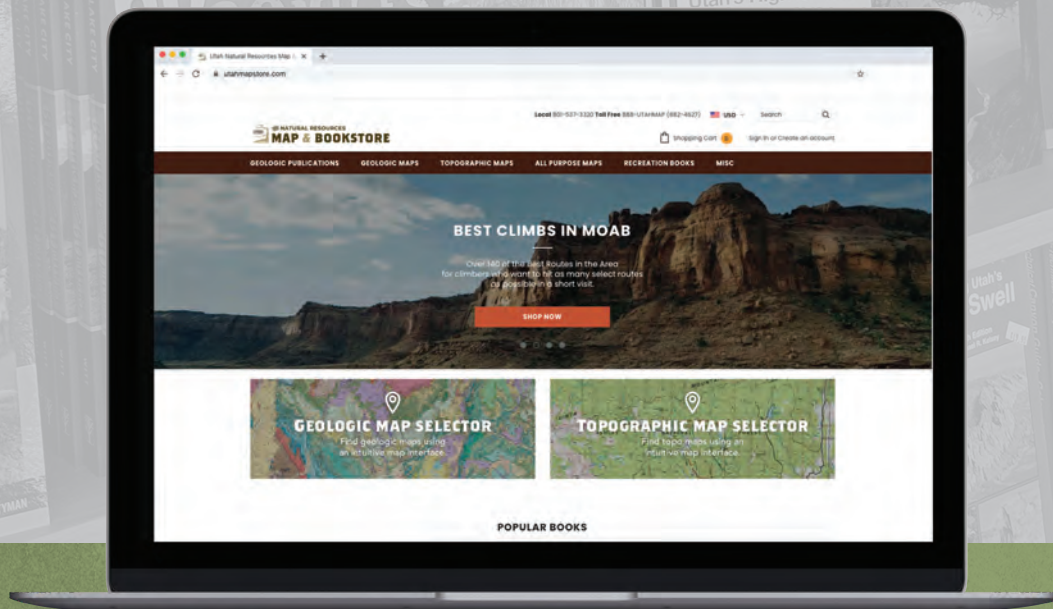 Utah Natural Resources Map &
utahmapstore.com
Local 801-537-3320 Toll Free 888-UTAHMAP (882-4627)
USD
Search
NATURAL RESOURCES
MAP & BOOKSTORE
Shopping Cart
Sign in or Create an account
GEOLOGIC PUBLICATIONS
GEOLOGIC MAPS
TOPOGRAPHIC MAPS
ALL PURPOSE MAPS
RECREATION BOOKS
MISC
BEST CLIMBS IN MOAB
Over 140 of the Best Routes in the Area
for climbers who want to hit as many select routes
as possible in a short visit.
SHOP NOW
GEOLOGIC MAP SELECTOR
Find geologic maps using
an intuitive map interface.
TOPOGRAPHIC MAP SELECTOR
Find topo maps using an
intuitive map interface.
POPULAR BOOKS
Utah's
Swell
Edition
TYMAN